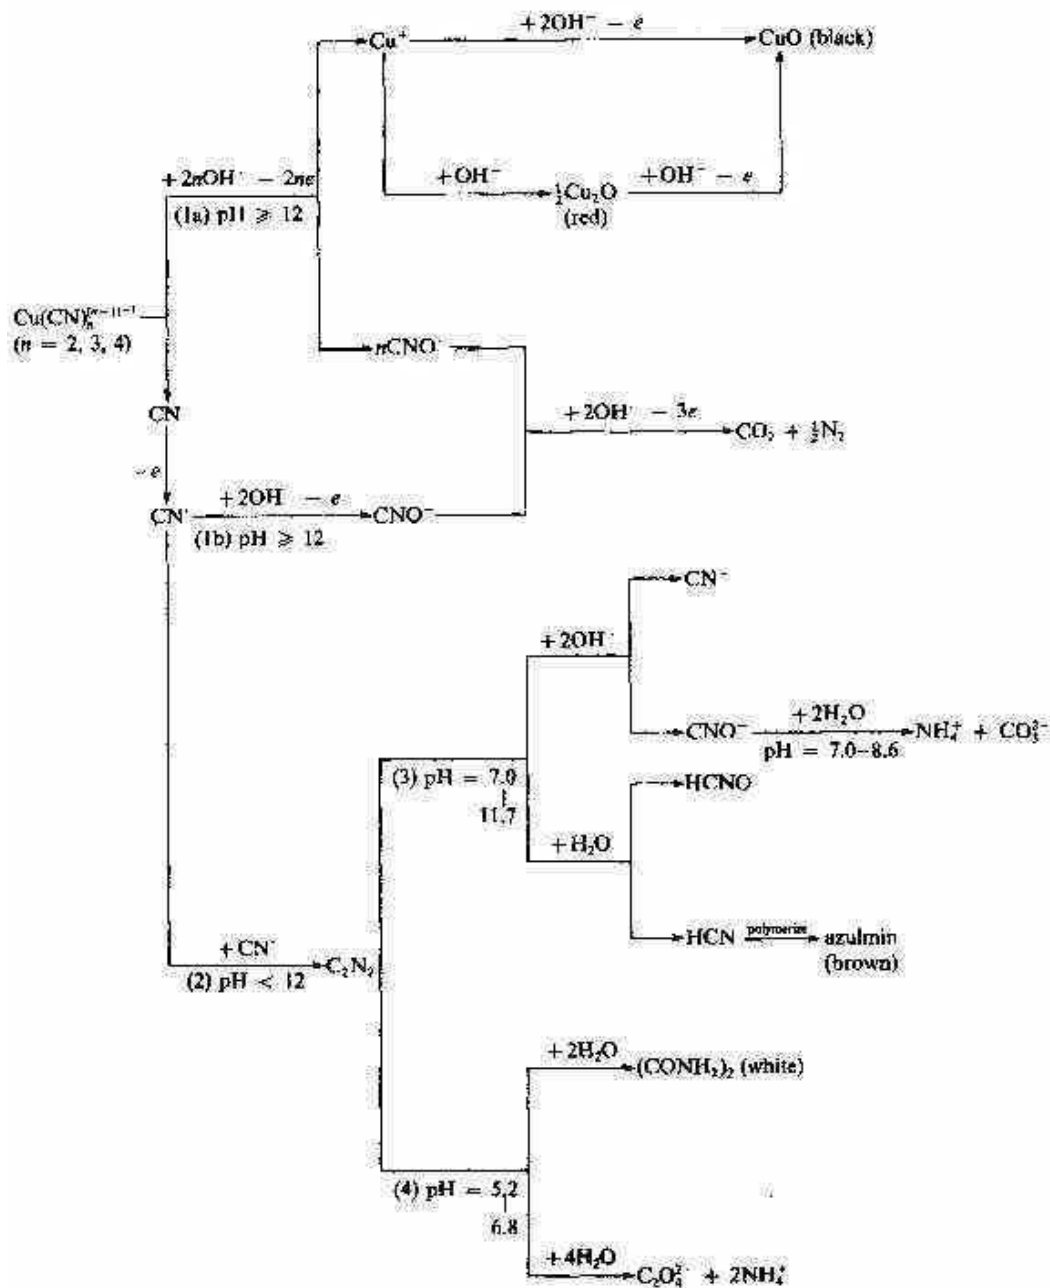 + 2OH⁻ − e
Cu⁺
CuO (black)
+ 2nOH⁻ − 2ne
(1a) pH ⩾ 12
+OH⁻
½Cu₂O
(red)
+ OH⁻ − e
(n = 2, 3, 4)
nCNO⁻
+ 2OH⁻ − 3e
CO₂ + ½N₂
CN⁻
− e
CN·
+ 2OH⁻ − e
(1b) pH ⩾ 12
CNO⁻
CN⁻
+ 2OH⁻
CNO⁻
+ 2H₂O
pH = 7.0–8.6
NH₄⁺ + CO₃²⁻
(3) pH = 7.0
11.7
HCNO
+ H₂O
HCN
polymerize
azulmin
(brown)
+ CN·
(2) pH < 12
C₂N₂
+ 2H₂O
(CONH₂)₂ (white)
(4) pH = 5.2
6.8
+ 4H₂O
C₂O₄²⁻ + 2NH₄⁺